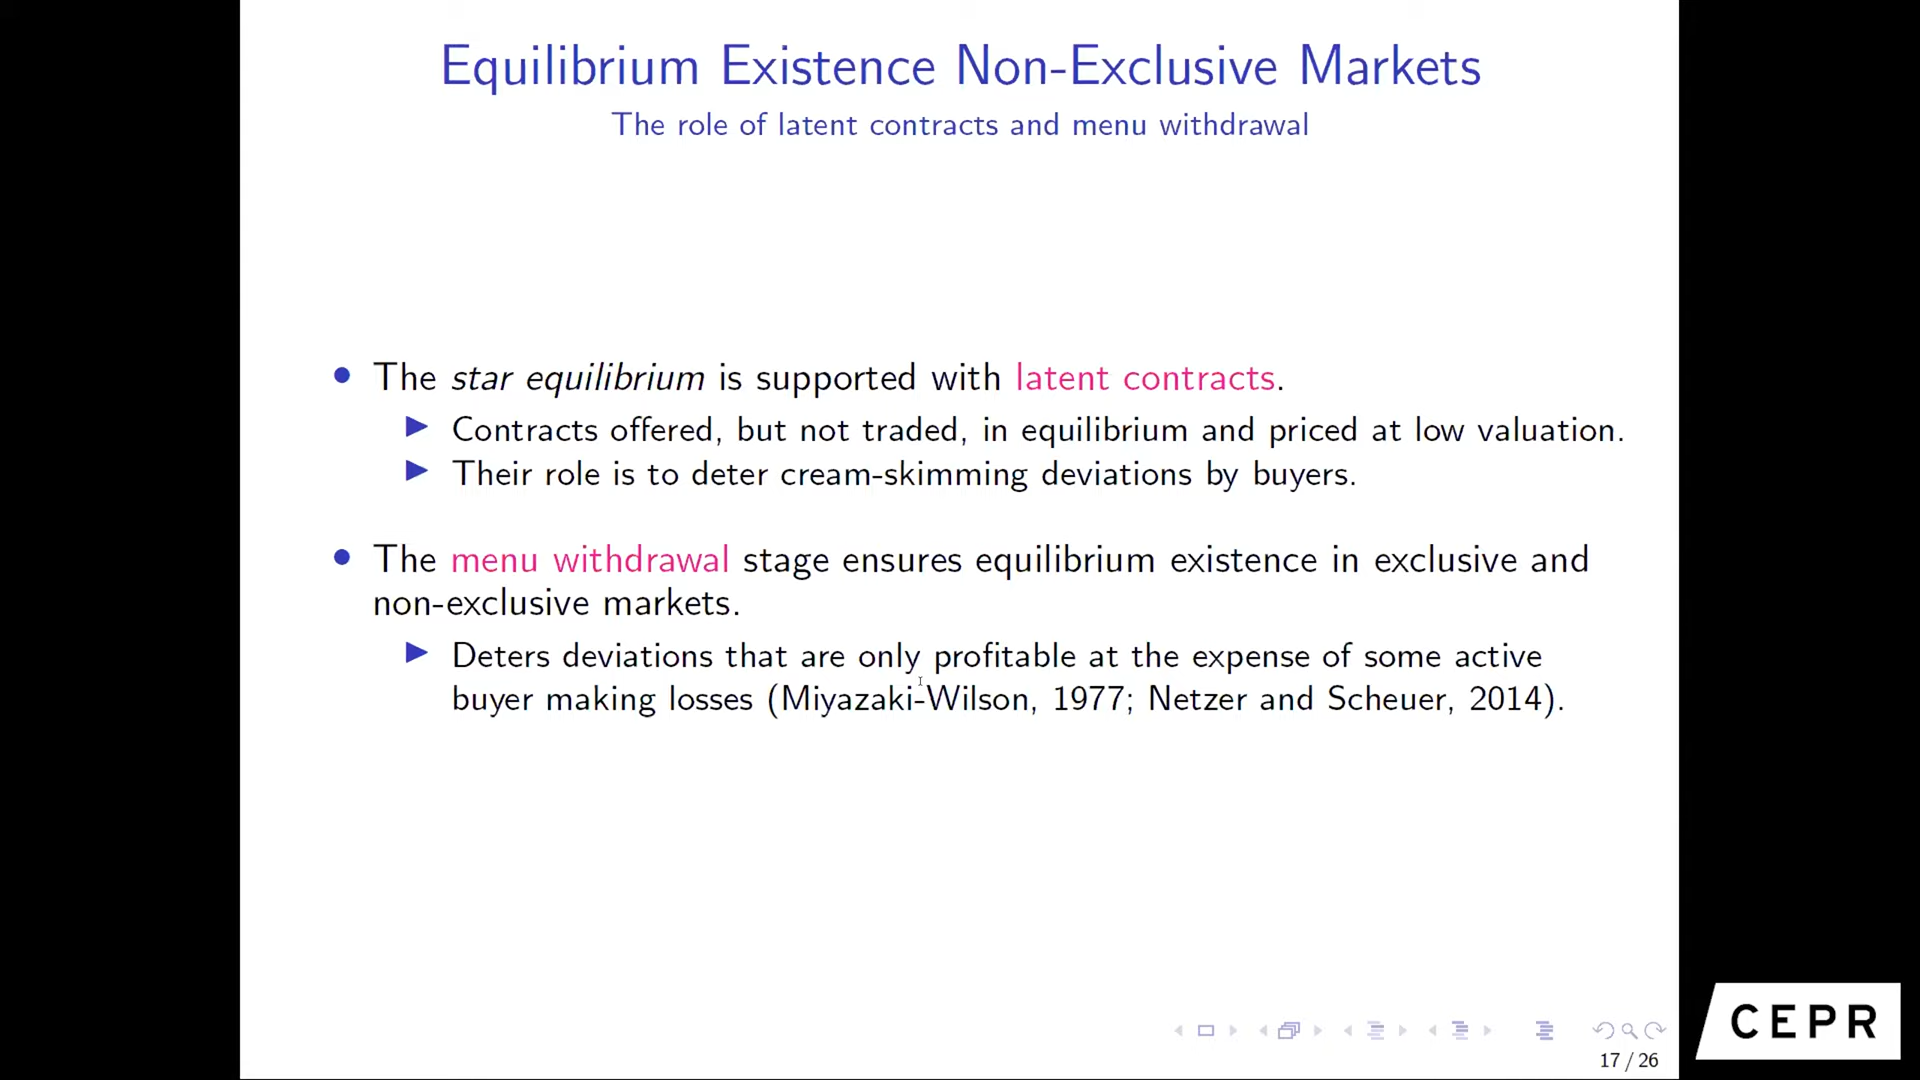 Equilibrium Existence Non-Exclusive Markets
The role of latent contracts and menu withdrawal
• The star equilibrium is supported with latent contracts.
▶ Contracts offered, but not traded, in equilibrium and priced at low valuation.
▶ Their role is to deter cream-skimming deviations by buyers.
• The menu withdrawal stage ensures equilibrium existence in exclusive and
non-exclusive markets.
▶ Deters deviations that are only profitable at the expense of some active
buyer making losses (Miyazaki-Wilson, 1977; Netzer and Scheuer, 2014).
CEPR
17 / 26